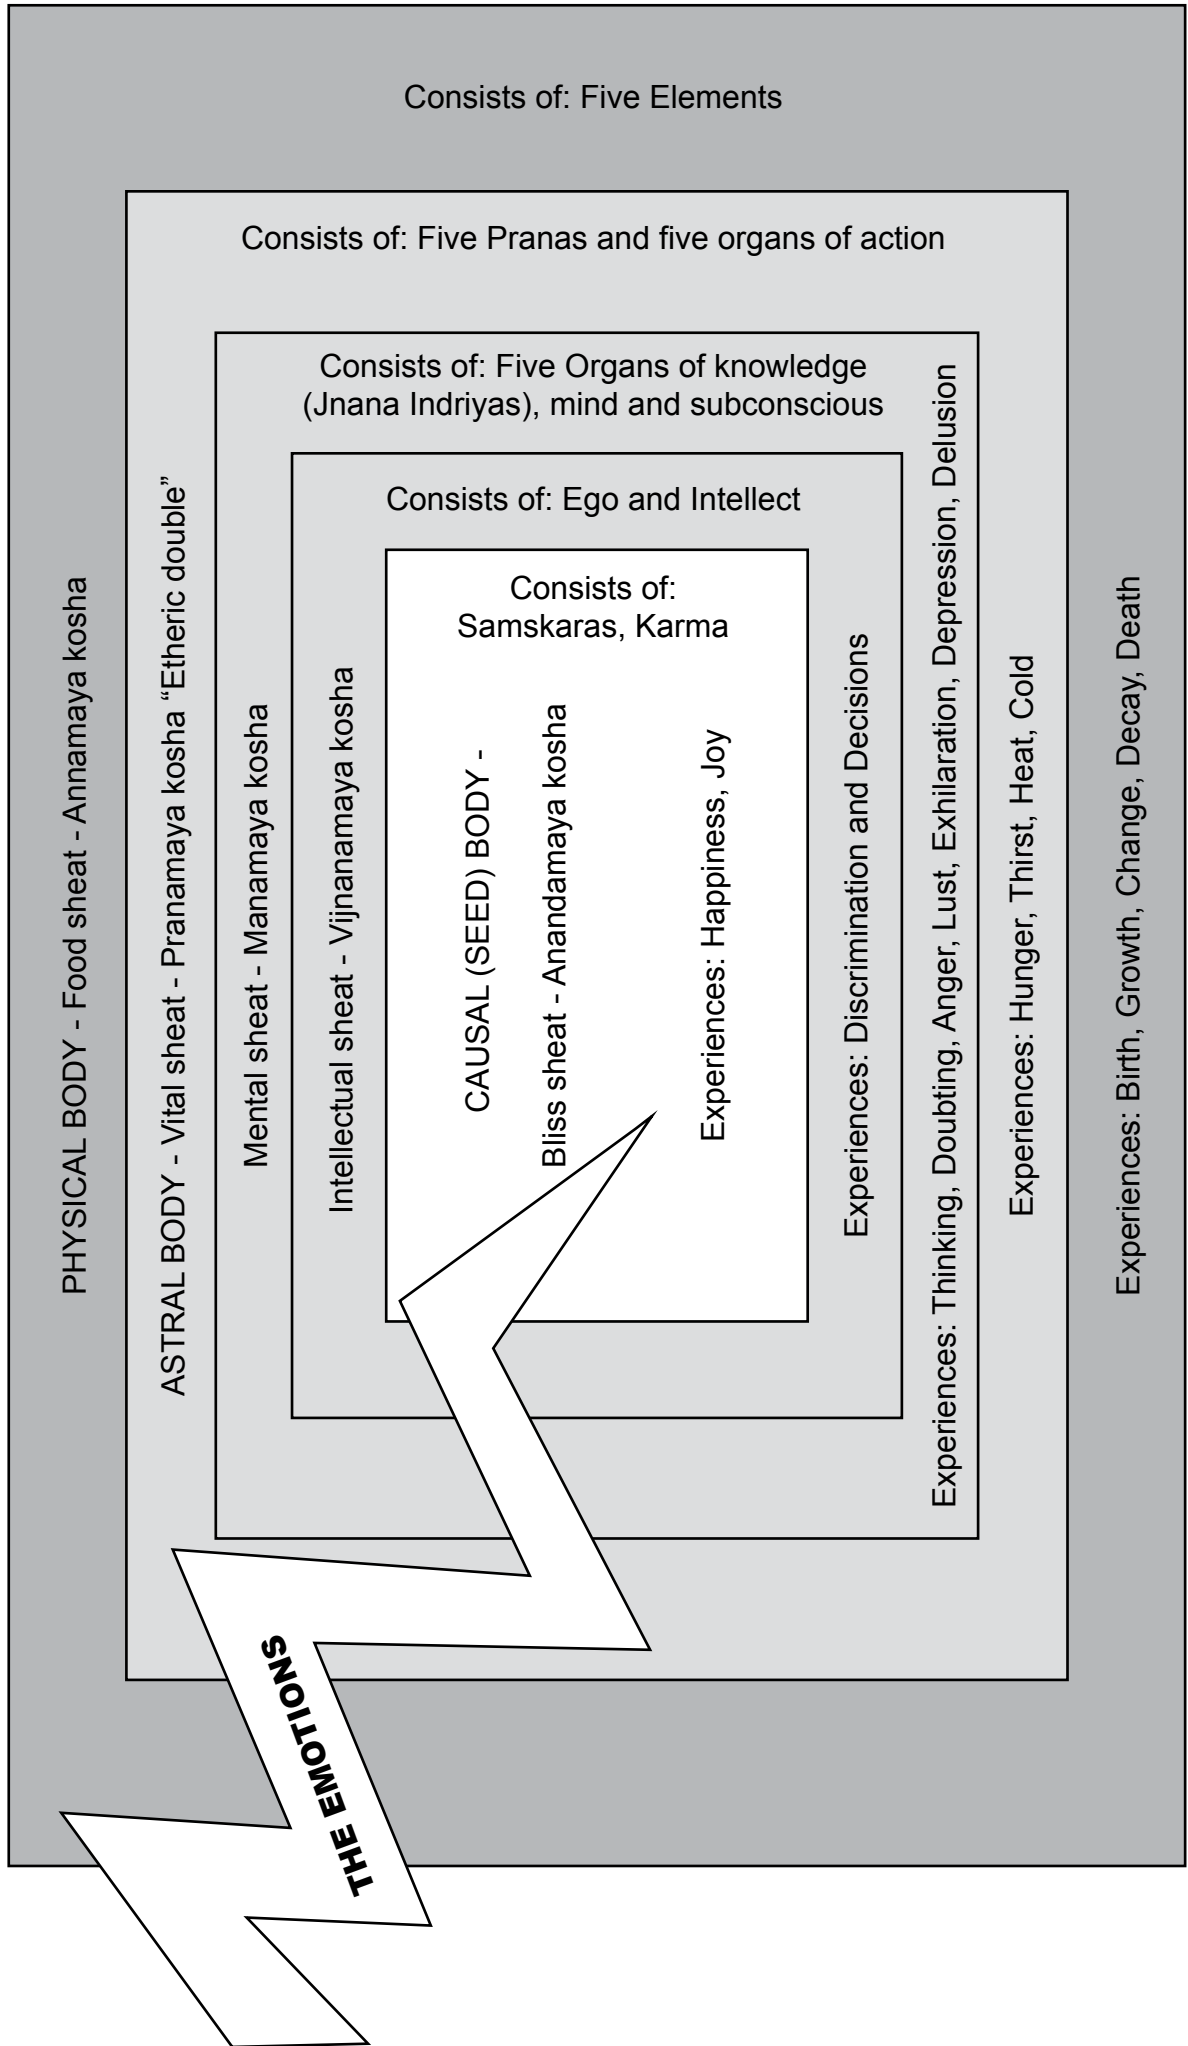 Consists of: Five Elements
Consists of: Five Pranas and five organs of action
Consists of: Five Organs of knowledge
(Jnana Indriyas), mind and subconscious
Consists of: Ego and Intellect
Consists of:
Samskaras, Karma
PHYSICAL BODY - Food sheat - Annamaya kosha
ASTRAL BODY - Vital sheat - Pranamaya kosha “Etheric double”
Mental sheat - Manamaya kosha
Intellectual sheat - Vijnanamaya kosha
CAUSAL (SEED) BODY -
Bliss sheat - Anandamaya kosha
Experiences: Happiness, Joy
Experiences: Discrimination and Decisions
Experiences: Thinking, Doubting, Anger, Lust, Exhilaration, Depression, Delusion
Experiences: Hunger, Thirst, Heat, Cold
Experiences: Birth, Growth, Change, Decay, Death
THE EMOTIONS